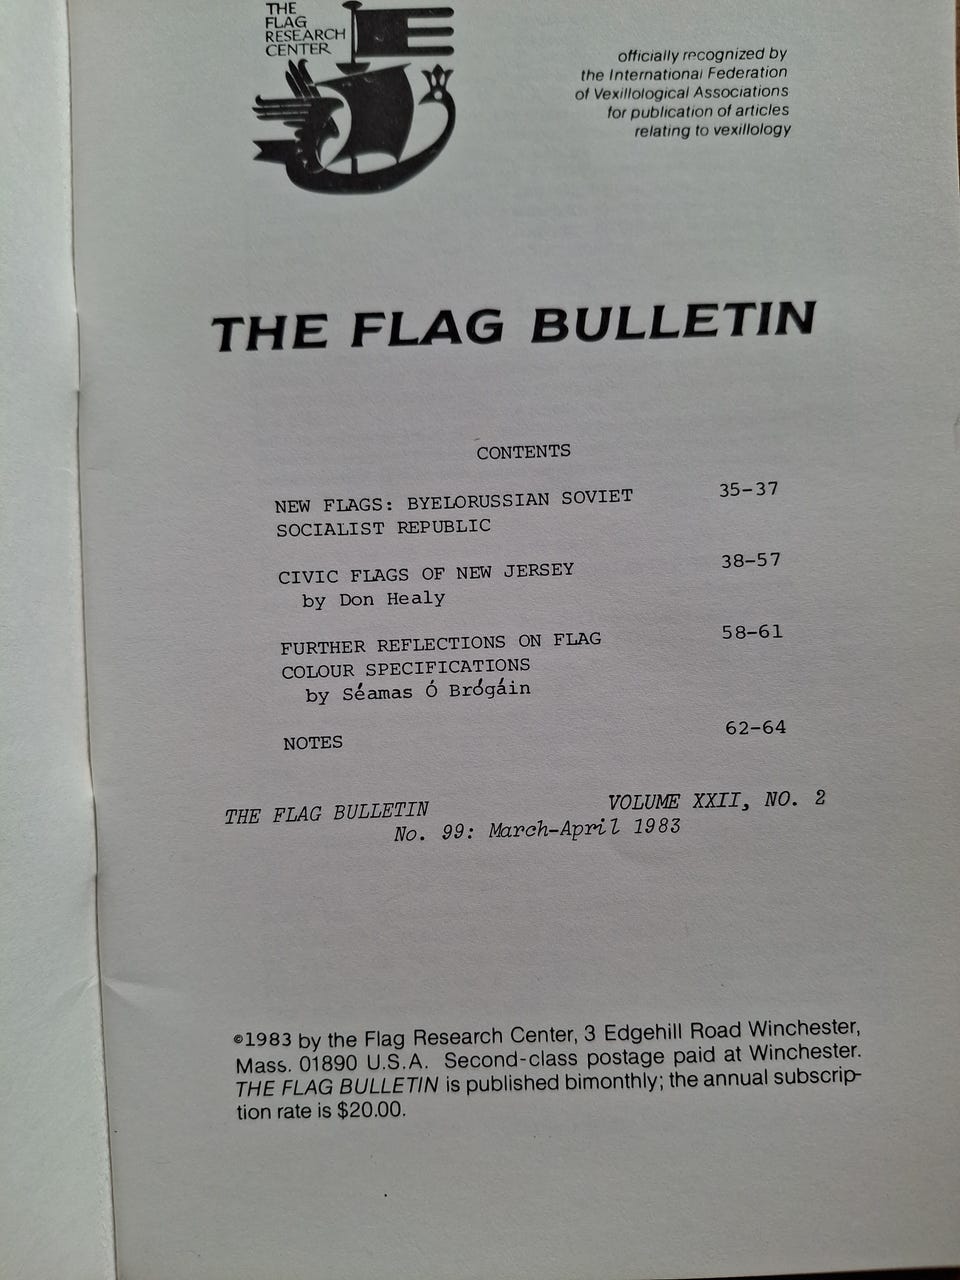 THE
FLAG
RESEARCH
CENTER
officially recognized by
the International Federation
of Vexillological Associations
for publication of articles
relating to vexillology
THE FLAG BULLETIN
CONTENTS
NEW FLAGS: BYELORUSSIAN SOVIET 35-37
SOCIALIST REPUBLIC
CIVIC FLAGS OF NEW JERSEY 38-57
by Don Healy
FURTHER REFLECTIONS ON FLAG 58-61
COLOUR SPECIFICATIONS
by Séamas Ó Brógáin
NOTES 62-64
THE FLAG BULLETIN VOLUME XXII, NO. 2
No. 99: March-April 1983
©1983 by the Flag Research Center, 3 Edgehill Road Winchester,
Mass. 01890 U.S.A. Second-class postage paid at Winchester.
THE FLAG BULLETIN is published bimonthly; the annual subscrip-
tion rate is $20.00.